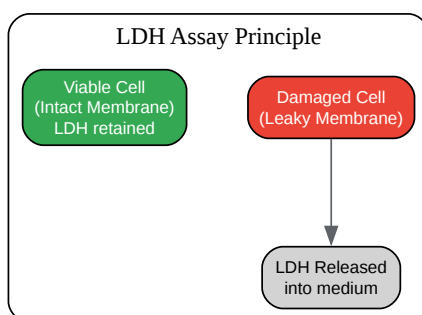 LDH Assay Principle
Viable Cell
(Intact Membrane)
LDH retained
Damaged Cell
(Leaky Membrane)
LDH Released
into medium